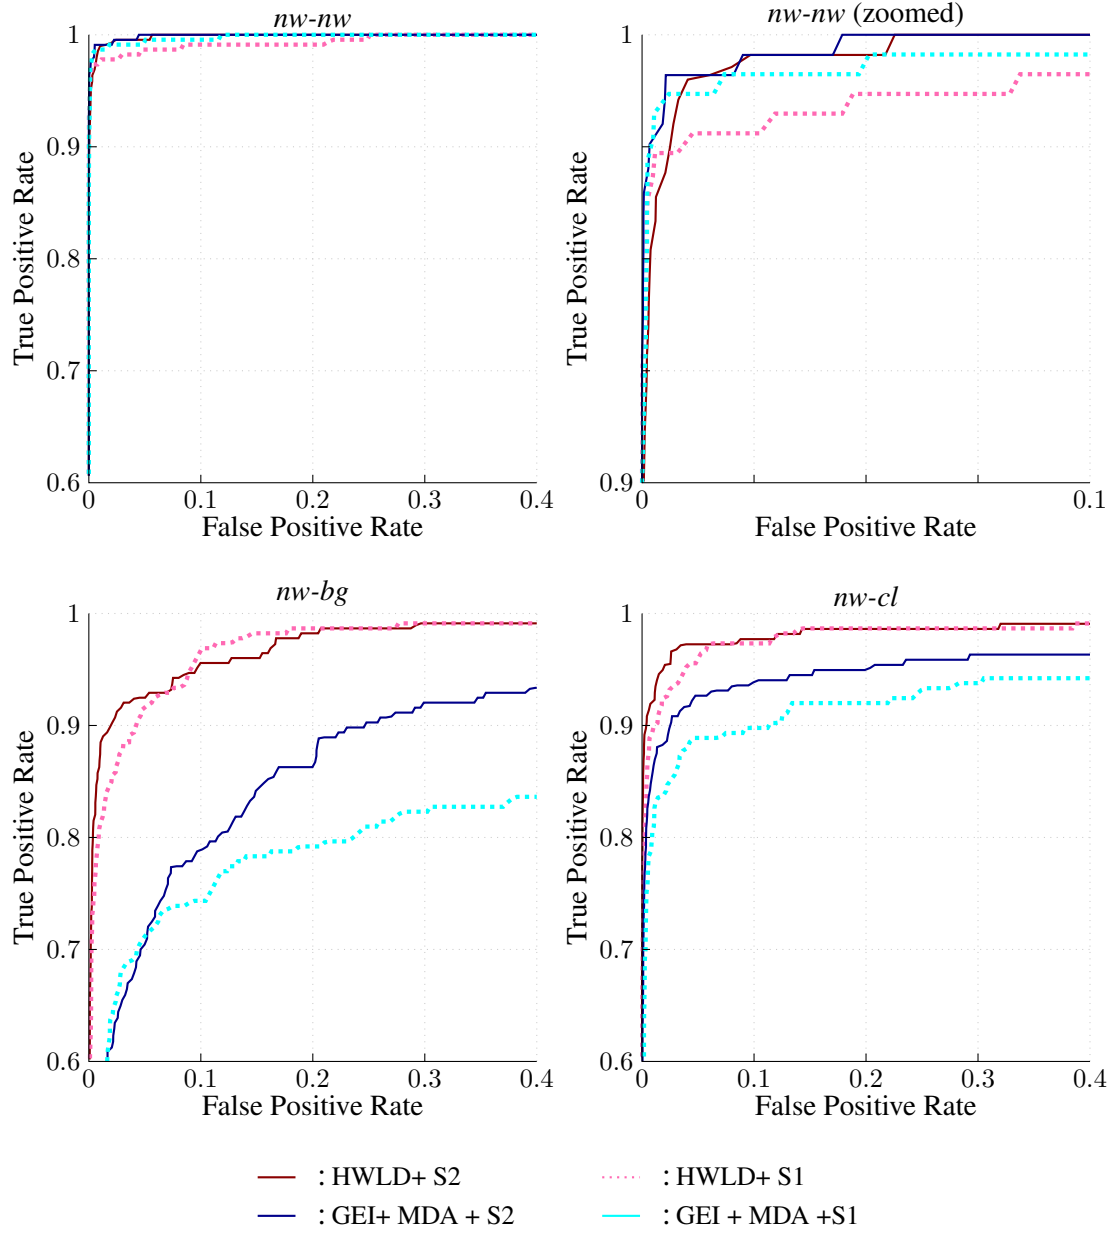 nw-nw
1
0.9
0.8
0.7
0.6
0 0.1 0.2 0.3 0.4
True Positive Rate
False Positive Rate
nw-nw (zoomed)
1
0.9
0 0.1
True Positive Rate
False Positive Rate
nw-bg
1
0.9
0.8
0.7
0.6
0 0.1 0.2 0.3 0.4
True Positive Rate
False Positive Rate
nw-cl
1
0.9
0.8
0.7
0.6
0 0.1 0.2 0.3 0.4
True Positive Rate
False Positive Rate
: HWLD+ S2
: HWLD+ S1
: GEI+ MDA + S2
: GEI + MDA +S1